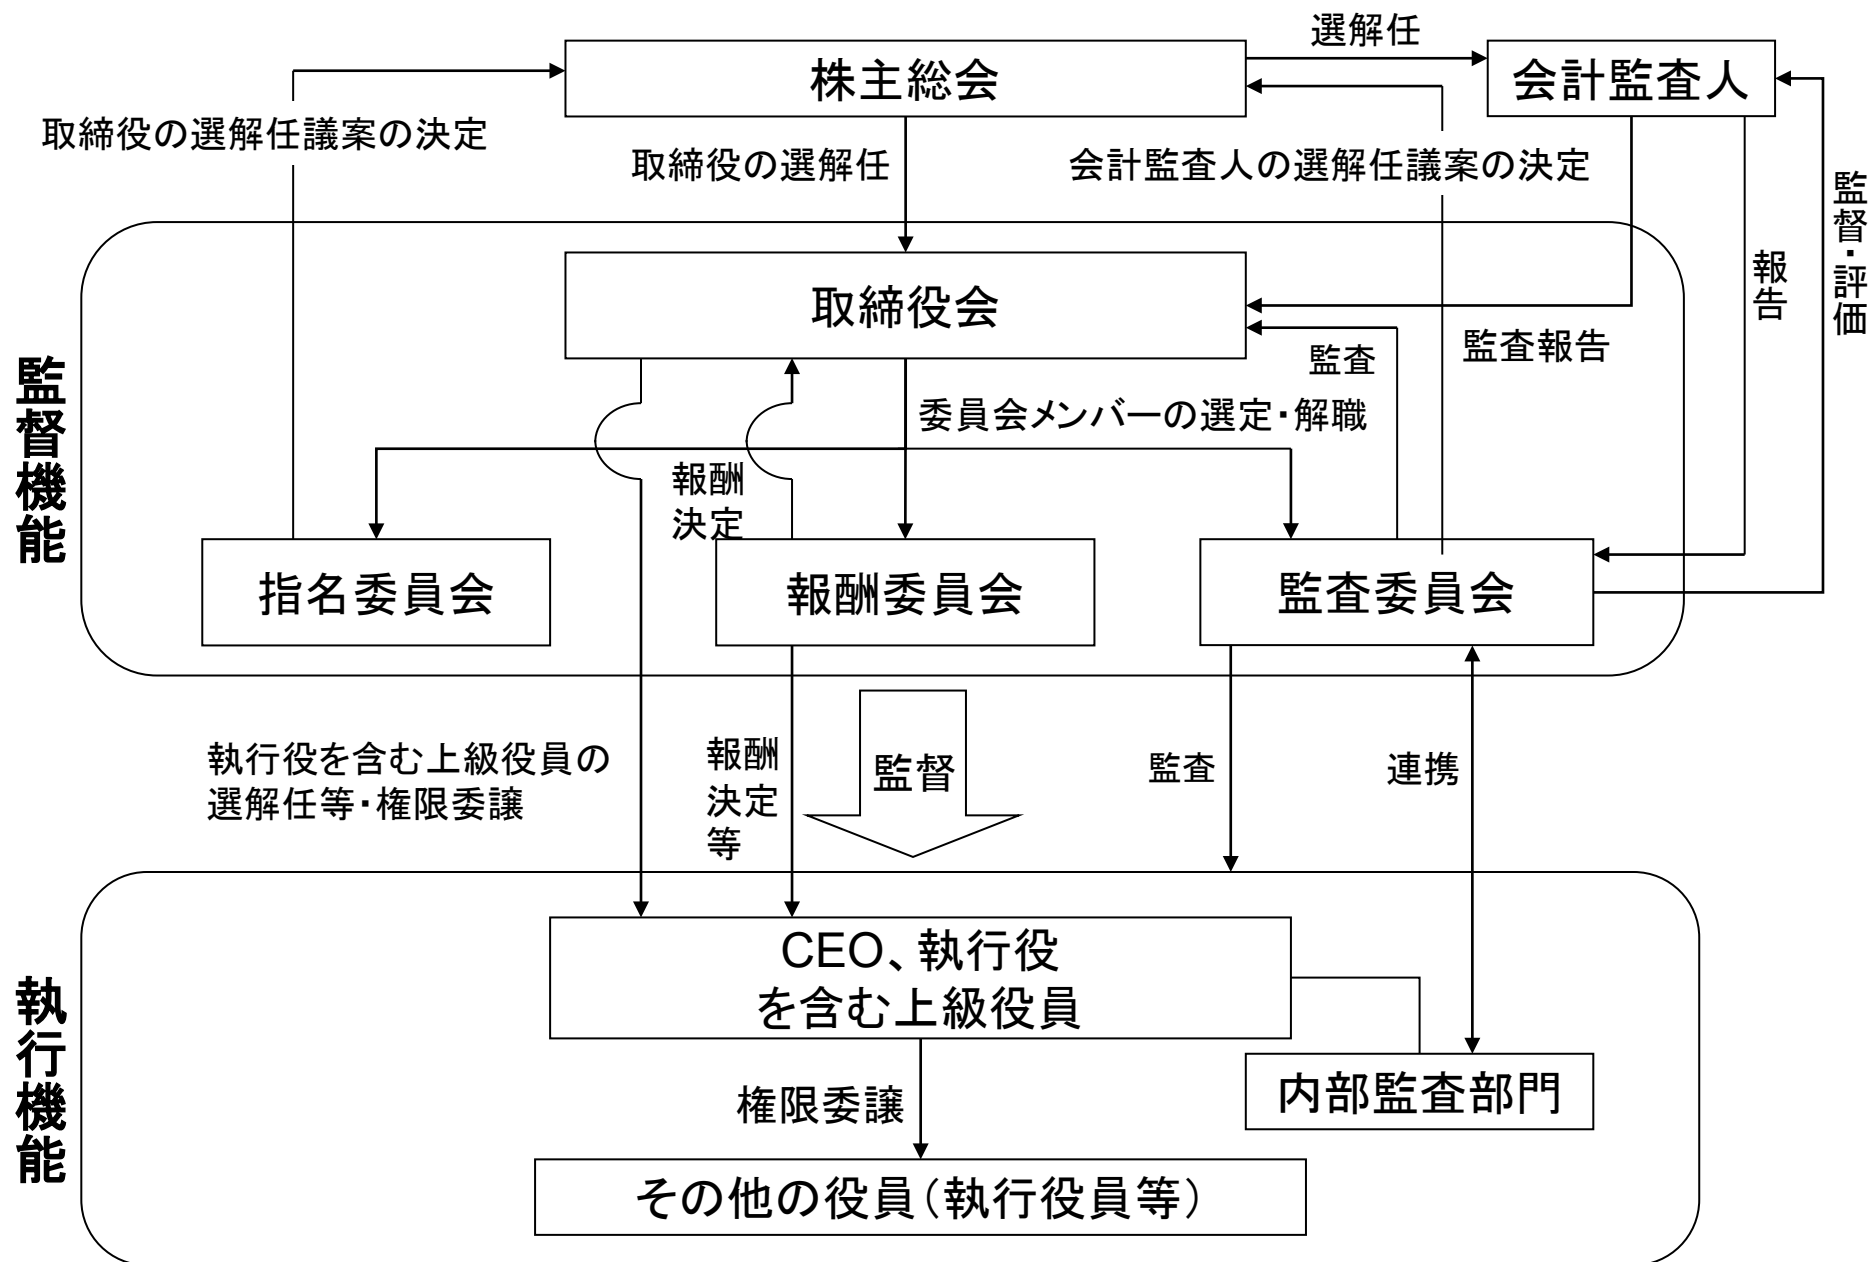 選解任
株主総会
会計監査人
取締役の選解任議案の決定
取締役の選解任
会計監査人の選解任議案の決定
監督・評価
報告
取締役会
監査報告
監査
監督機能
委員会メンバーの選定・解職
報酬
決定
指名委員会
報酬委員会
監査委員会
執行役を含む上級役員の
選解任等・権限委譲
報酬
決定
等
監督
監査
連携
CEO、執行役
を含む上級役員
執行機能
内部監査部門
権限委譲
その他の役員（執行役員等）